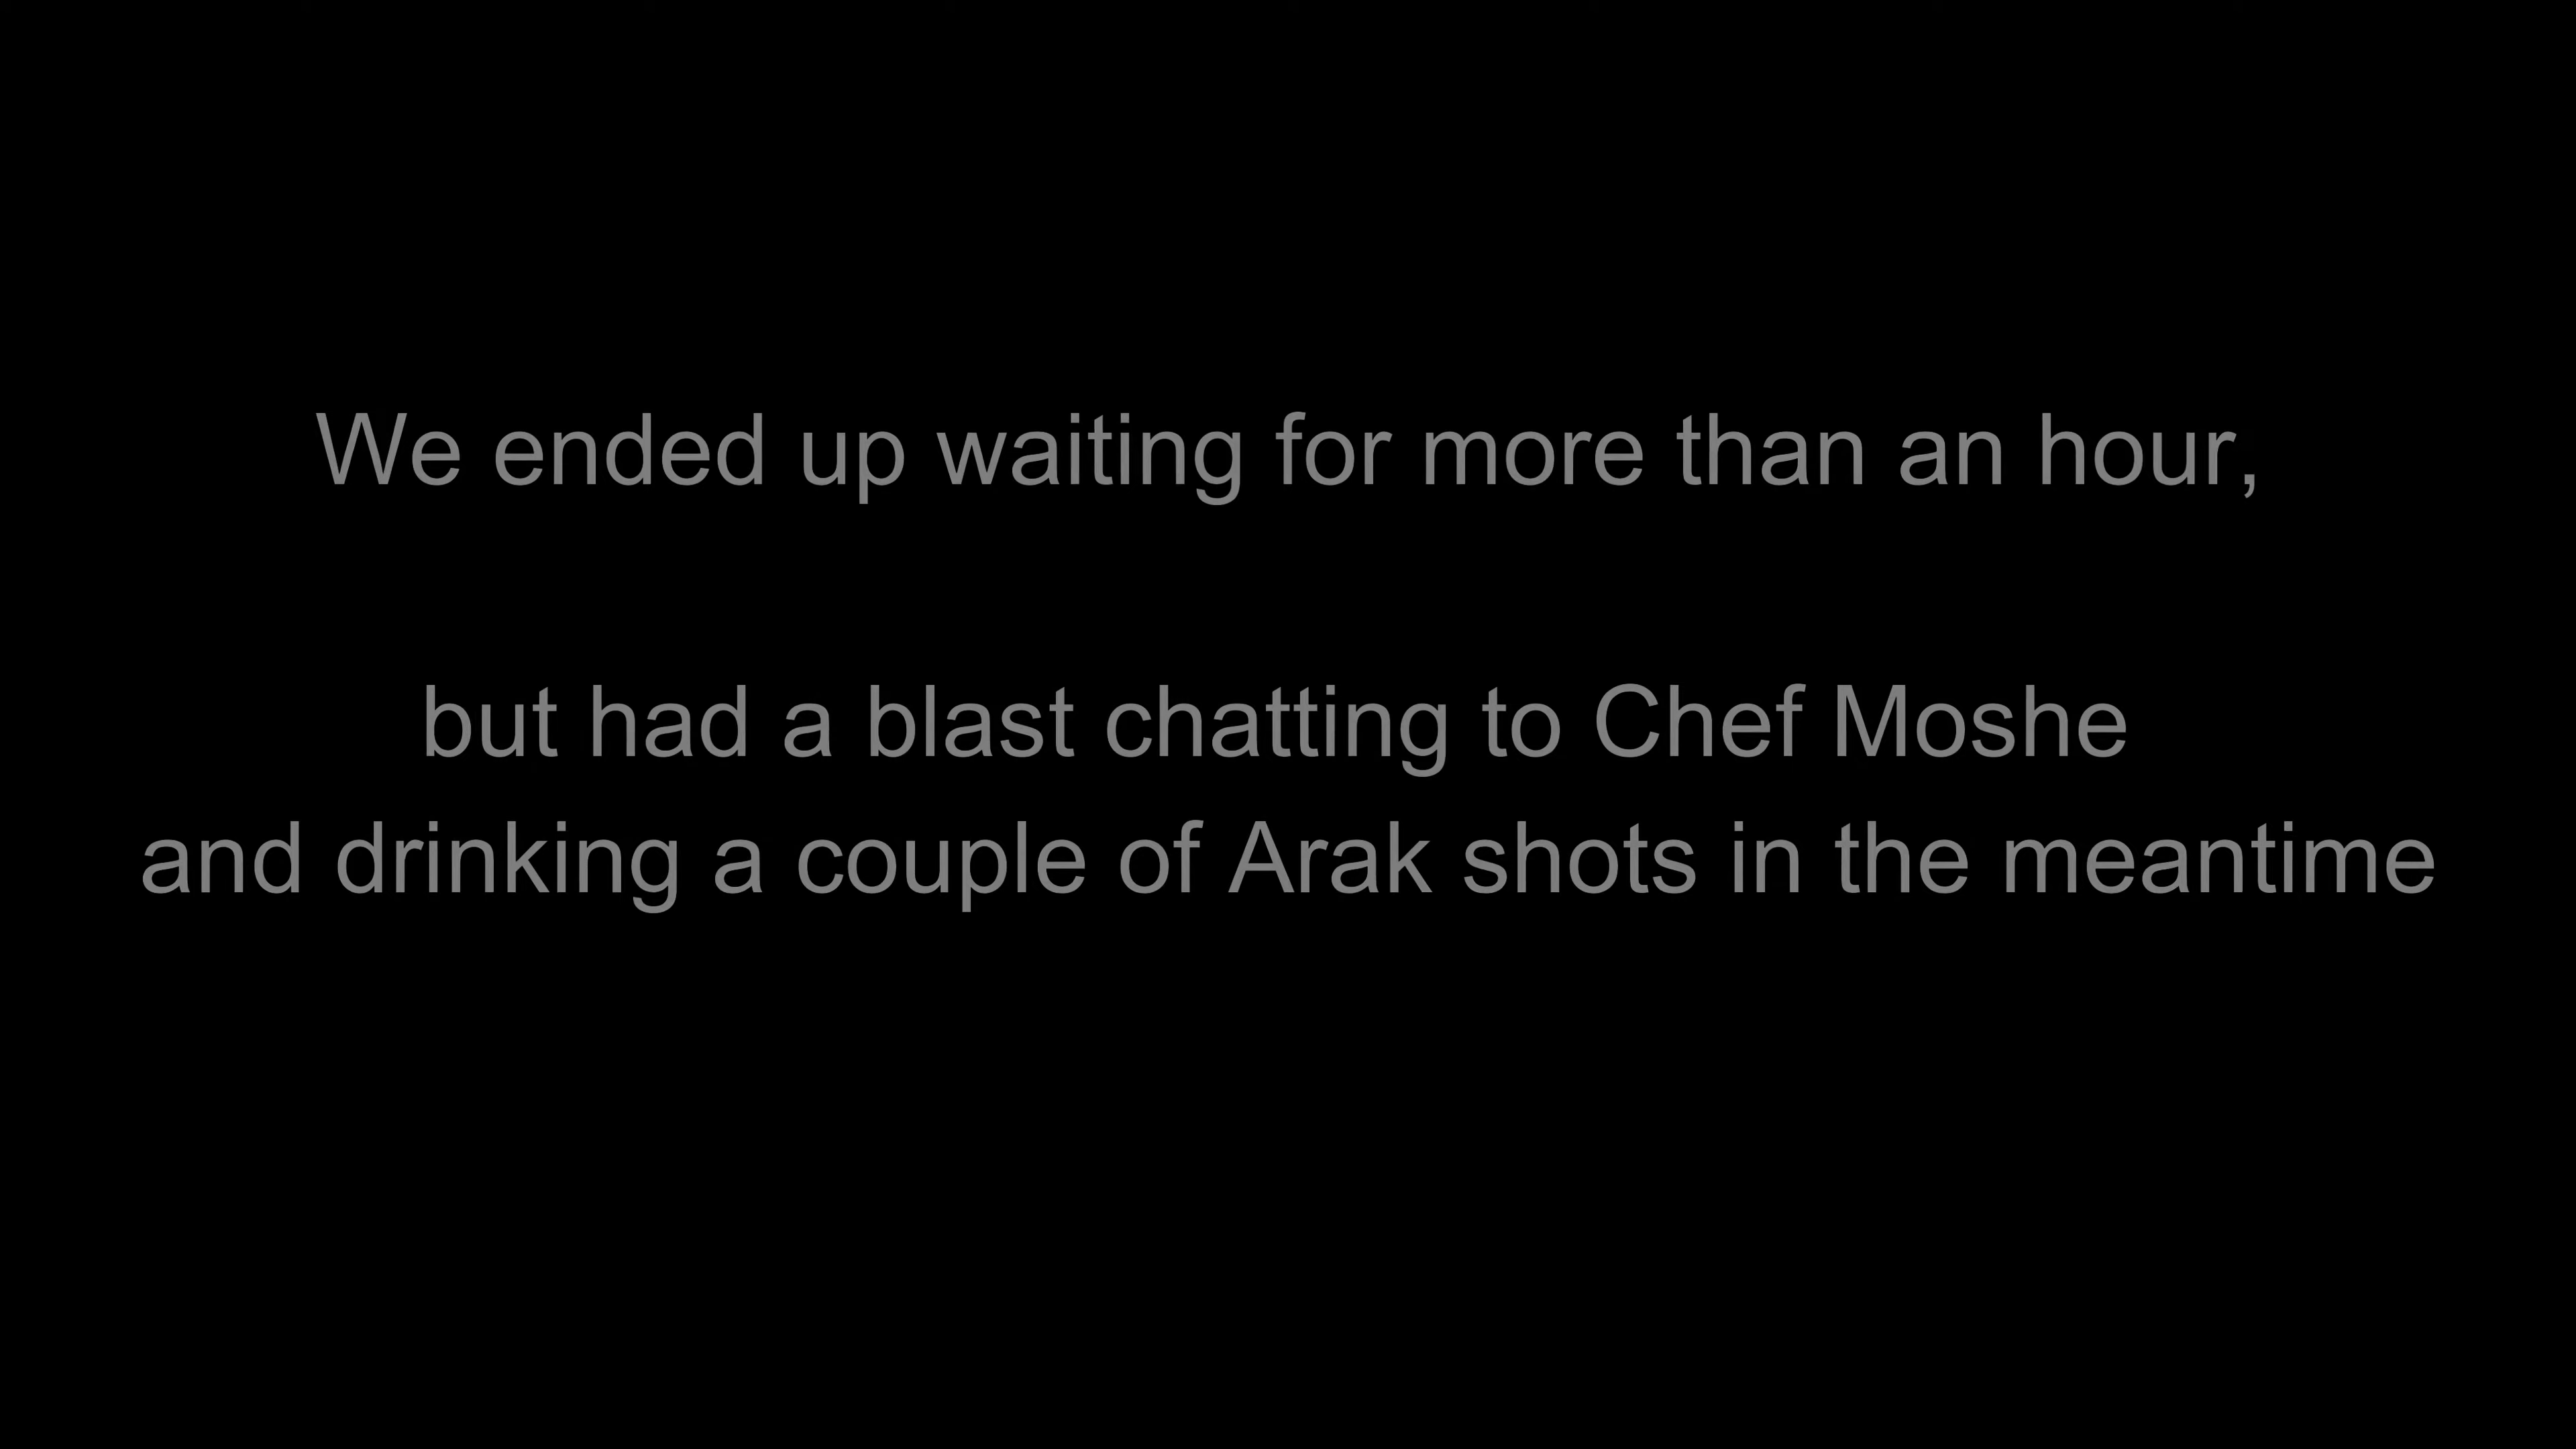 We ended up waiting for more than an hour,
but had a blast chatting to Chef Moshe
and drinking a couple of Arak shots in the meantime